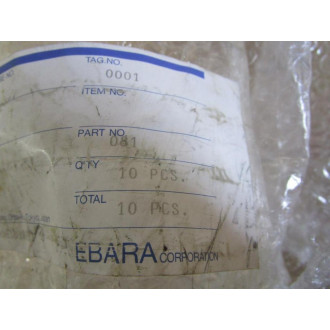 TAG.NO.
0001
ITEM NO.
PART NO.
081
Q'TY
10 PCS.
TOTAL
10 PCS.
EBARA CORPORATION